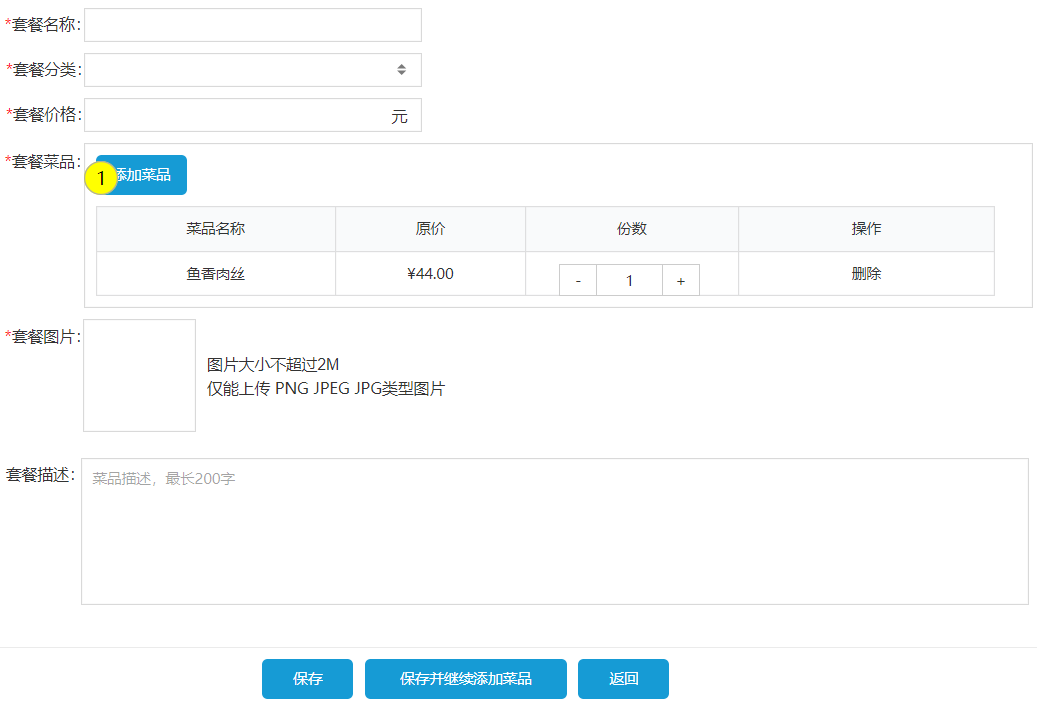 *套餐名称:
*套餐分类:
*套餐价格:
元
*套餐菜品:
1
添加菜品
菜品名称 原价 份数 操作
鱼香肉丝 ¥44.00 - 1 + 删除
*套餐图片:
图片大小不超过2M
仅能上传 PNG JPEG JPG类型图片
套餐描述:
菜品描述，最长200字
保存 保存并继续添加菜品 返回